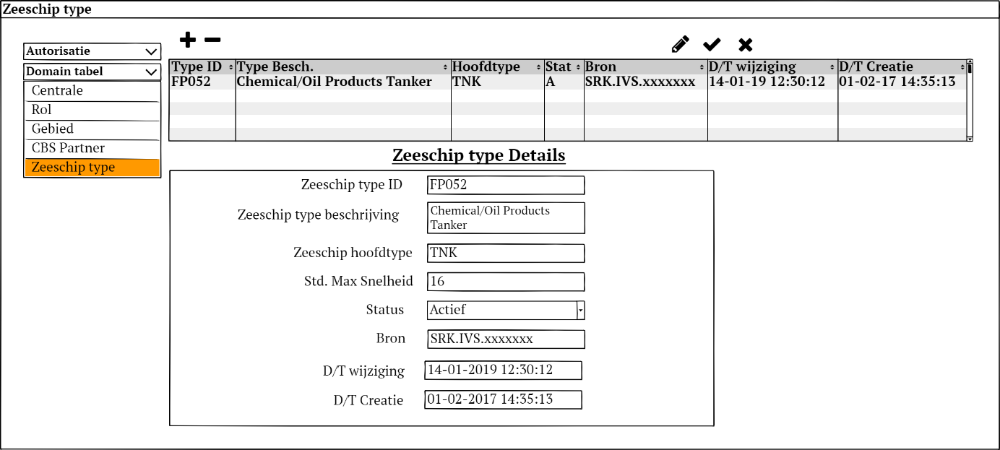 Zeeschip type
Autorisatie
Domain tabel
Centrale
Rol
Gebied
CBS Partner
Zeeschip type
Type ID Type Besch. Hoofdtype Stat Bron D/T wijziging D/T Creatie
FP052 Chemical/Oil Products Tanker TNK A SRK.IVS.xxxxxxx 14-01-19 12:30:12 01-02-17 14:35:13
Zeeschip type Details
Zeeschip type ID FP052
Zeeschip type beschrijving Chemical/Oil Products
Tanker
Zeeschip hoofdtype TNK
Std. Max Snelheid 16
Status Actief
Bron SRK.IVS.xxxxxxx
D/T wijziging 14-01-2019 12:30:12
D/T Creatie 01-02-2017 14:35:13